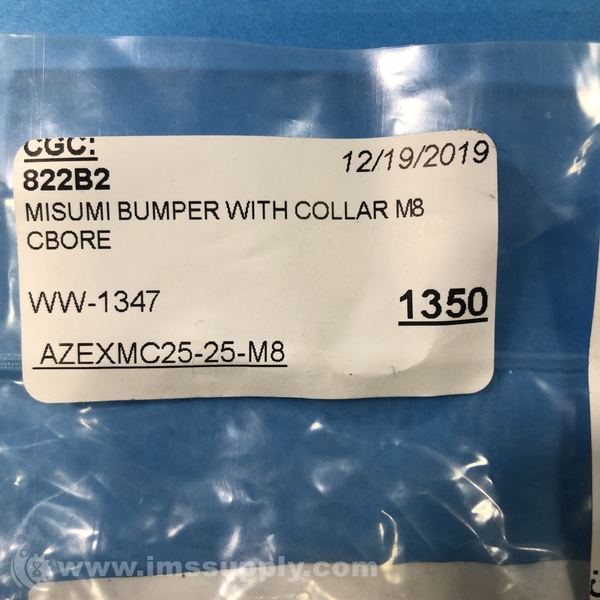 CGC:
12/19/2019
822B2
MISUMI BUMPER WITH COLLAR M8
CBORE
WW-1347
1350
AZEXMC25-25-M8
www.imssupply.com